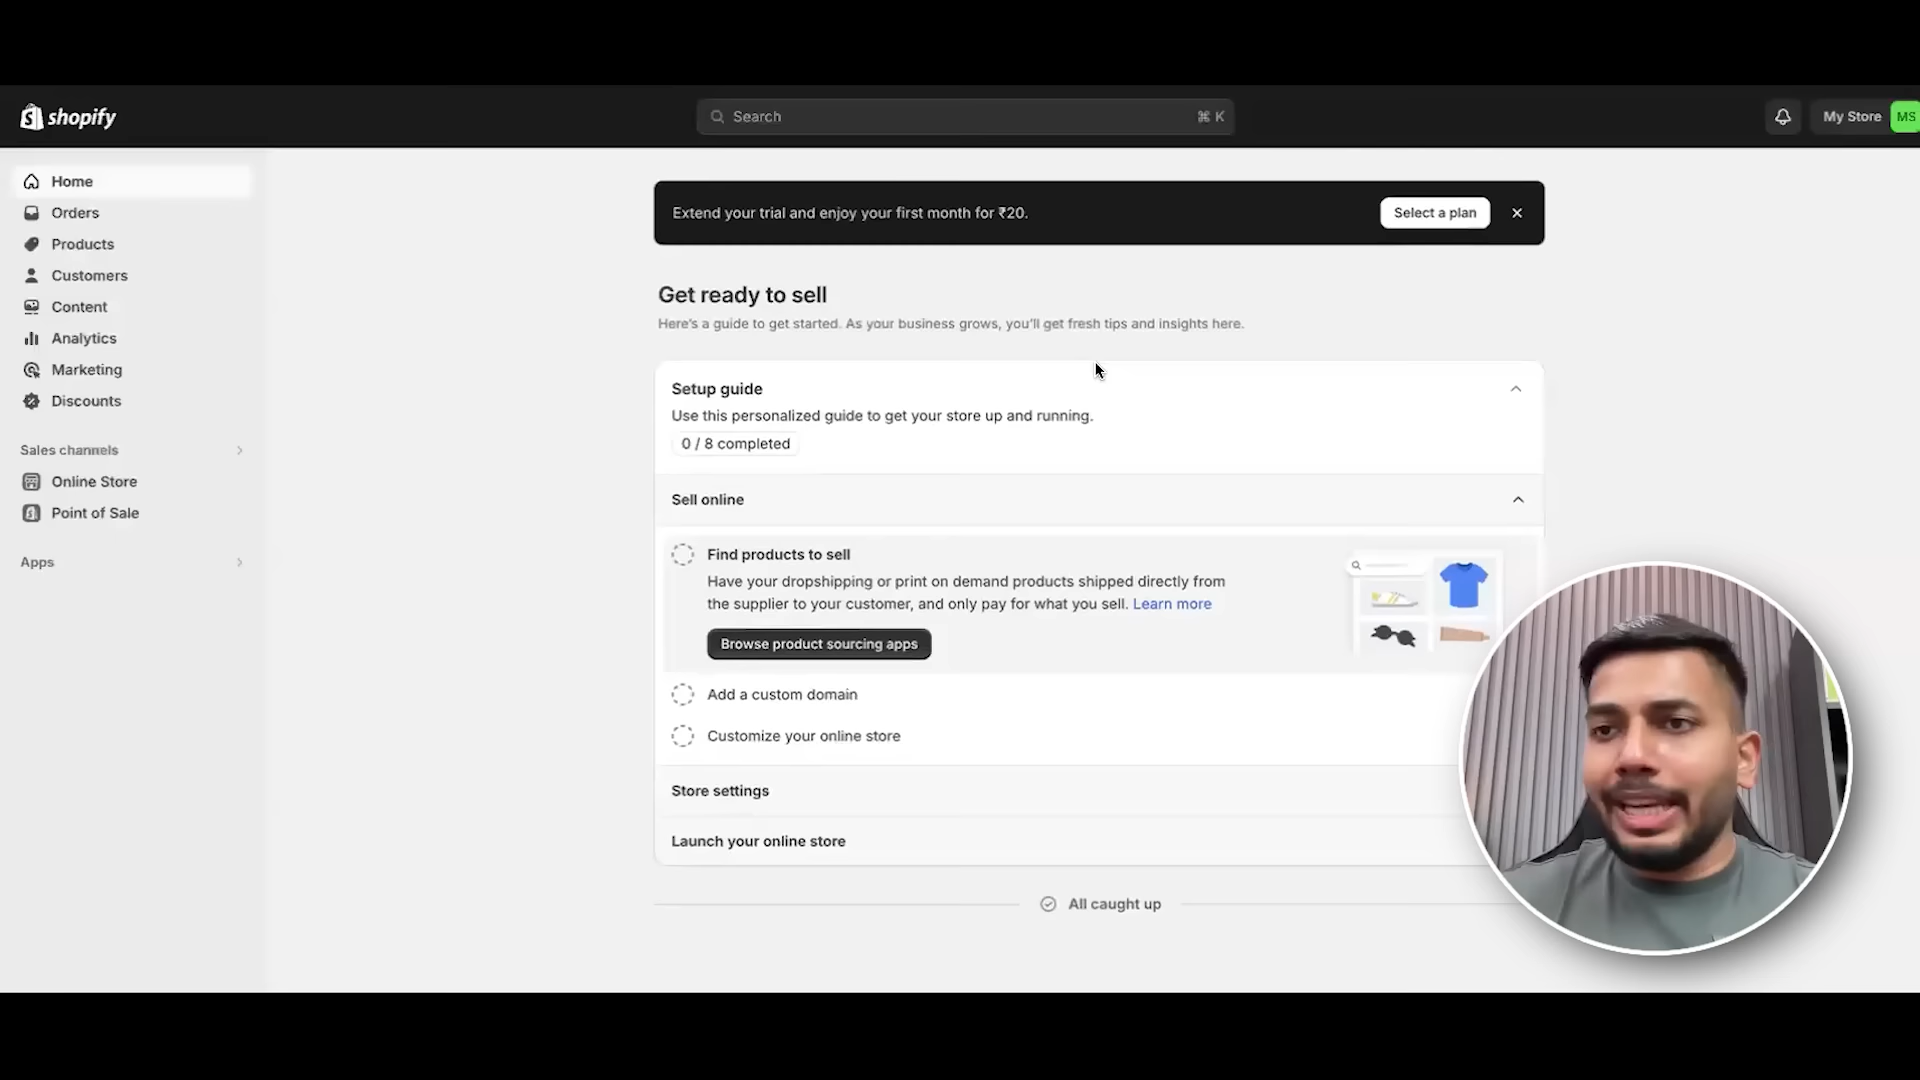 shopify
Search
⌘ K
My Store
MS
Home
Orders
Products
Customers
Content
Analytics
Marketing
Discounts
Sales channels
Online Store
Point of Sale
Apps
Extend your trial and enjoy your first month for ₹20.
Select a plan
Get ready to sell
Here's a guide to get started. As your business grows, you'll get fresh tips and insights here.
Setup guide
Use this personalized guide to get your store up and running.
0 / 8 completed
Sell online
Find products to sell
Have your dropshipping or print on demand products shipped directly from
the supplier to your customer, and only pay for what you sell. Learn more
Browse product sourcing apps
Add a custom domain
Customize your online store
Store settings
Launch your online store
All caught up